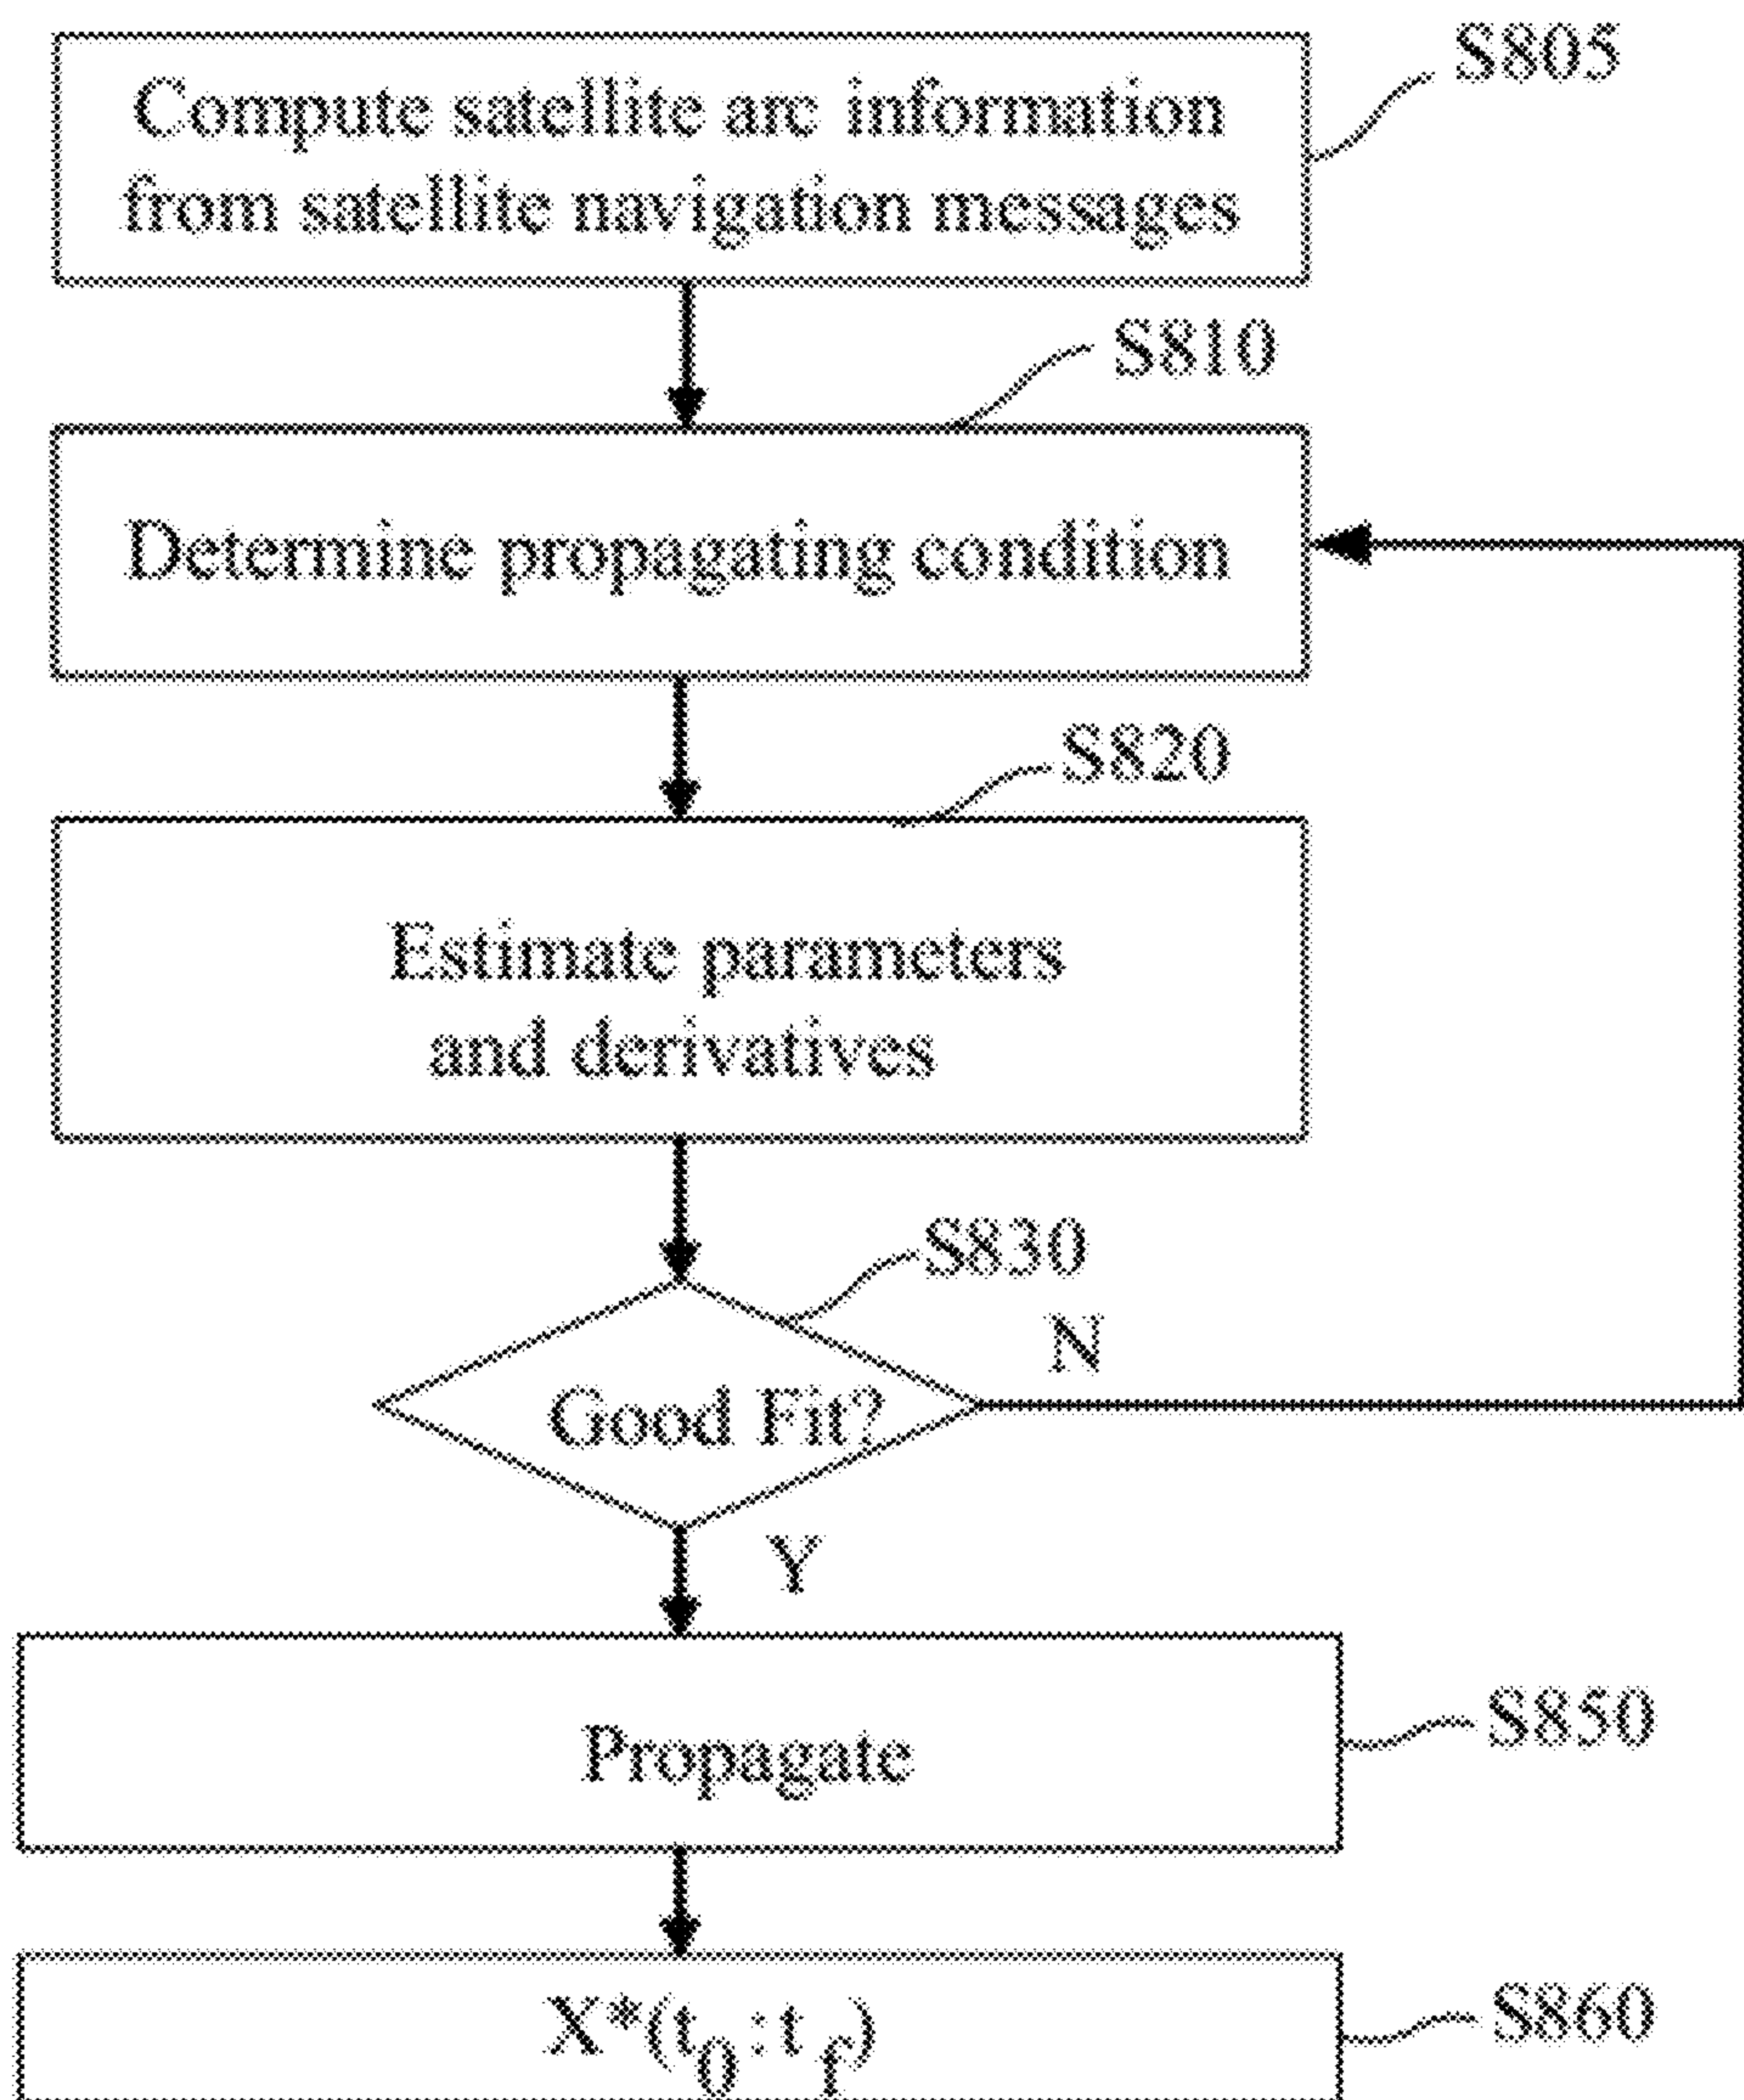 S805
Compute satellite arc information
from satellite navigation messages
S810
Determine propagating condition
S820
Estimate parameters
and derivatives
S830
N
Good Fit?
Y
Propagate
S850
X*(t0:tf)
S860